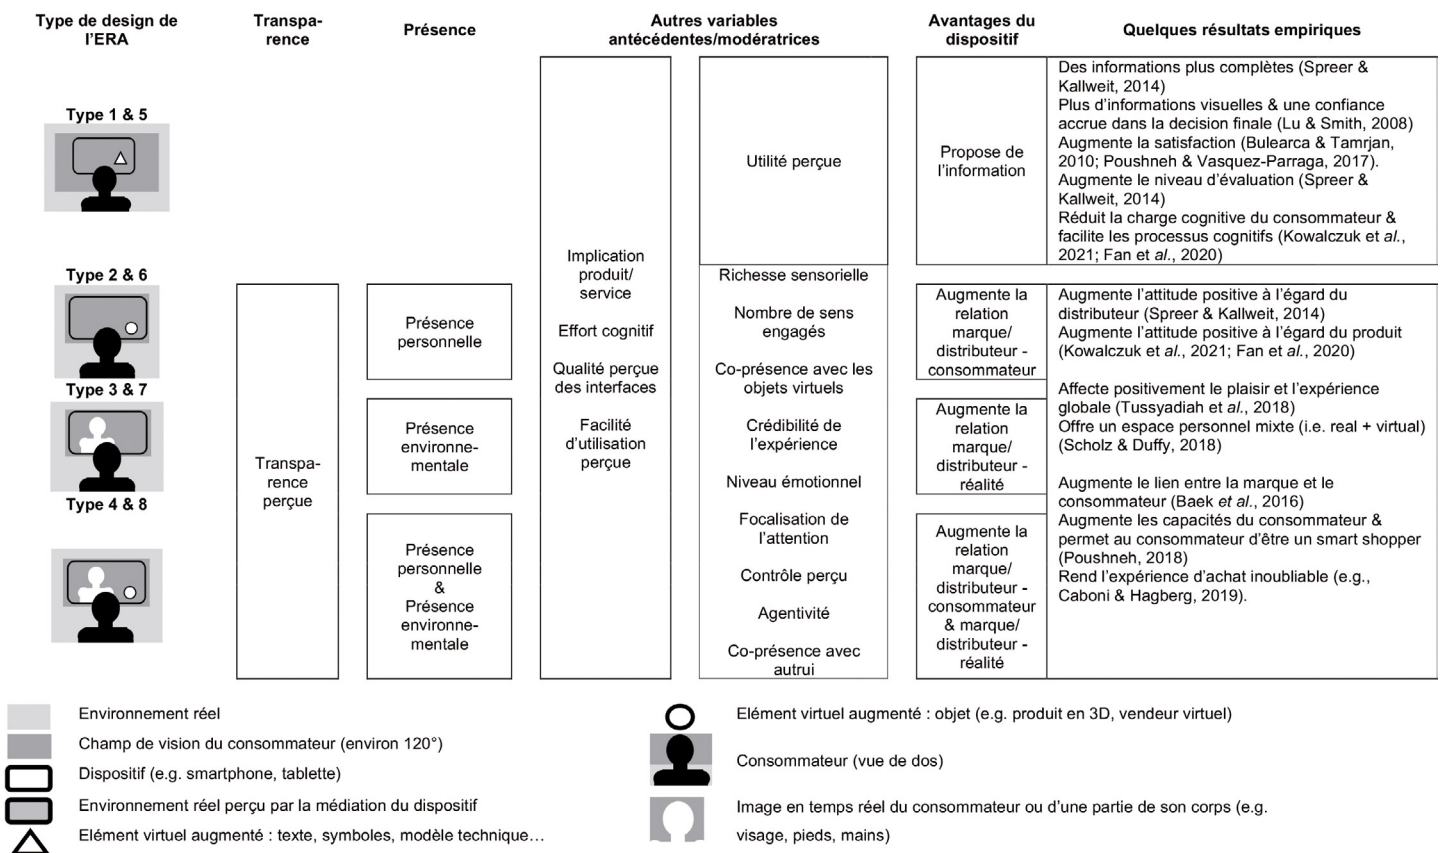 Type de design de
l’ERA
Transpa-
rence
Présence
Autres variables
antécédentes/modératrices
Avantages du
dispositif
Quelques résultats empiriques
Type 1 & 5
Type 2 & 6
Type 3 & 7
Type 4 & 8
Transpa-
rence
perçue
Présence
personnelle
Présence
environne-
mentale
Présence
personnelle
&
Présence
environne-
mentale
Implication
produit/
service
Effort cognitif
Qualité perçue
des interfaces
Facilité
d’utilisation
perçue
Utilité perçue
Richesse sensorielle
Nombre de sens
engagés
Co-présence avec les
objets virtuels
Crédibilité de
l’expérience
Niveau émotionnel
Focalisation de
l’attention
Contrôle perçu
Agentivité
Co-présence avec
autrui
Propose de
l’information
Augmente la
relation
marque/
distributeur -
consommateur
Augmente la
relation
marque/
distributeur -
réalité
Augmente la
relation
marque/
distributeur -
consommateur
& marque/
distributeur -
réalité
Des informations plus complètes (Spreer &
Kallweit, 2014)
Plus d’informations visuelles & une confiance
accrue dans la decision finale (Lu & Smith, 2008)
Augmente la satisfaction (Bulearca & Tamrjan,
2010; Poushneh & Vasquez-Parraga, 2017).
Augmente le niveau d’évaluation (Spreer &
Kallweit, 2014)
Réduit la charge cognitive du consommateur &
facilite les processus cognitifs (Kowalczuk et al.,
2021; Fan et al., 2020)
Augmente l’attitude positive à l’égard du
distributeur (Spreer & Kallweit, 2014)
Augmente l’attitude positive à l’égard du produit
(Kowalczuk et al., 2021; Fan et al., 2020)
Affecte positivement le plaisir et l’expérience
globale (Tussyadiah et al., 2018)
Offre un espace personnel mixte (i.e. real + virtual)
(Scholz & Duffy, 2018)
Augmente le lien entre la marque et le
consommateur (Baek et al., 2016)
Augmente les capacités du consommateur &
permet au consommateur d’être un smart shopper
(Poushneh, 2018)
Rend l’expérience d’achat inoubliable (e.g.,
Caboni & Hagberg, 2019).
Environnement réel
Champ de vision du consommateur (environ 120°)
Dispositif (e.g. smartphone, tablette)
Environnement réel perçu par la médiation du dispositif
Elément virtuel augmenté : texte, symboles, modèle technique…
Elément virtuel augmenté : objet (e.g. produit en 3D, vendeur virtuel)
Consommateur (vue de dos)
Image en temps réel du consommateur ou d’une partie de son corps (e.g.
visage, pieds, mains)